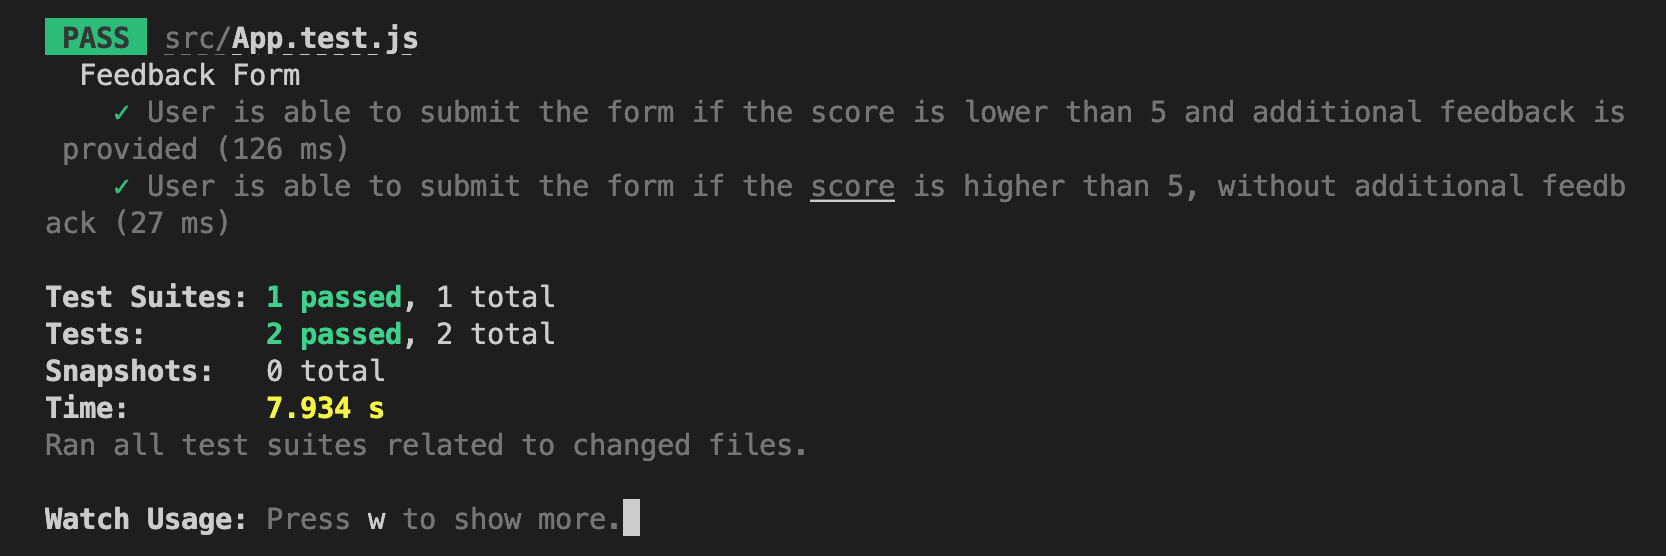 PASS src/App.test.js
Feedback Form
✓ User is able to submit the form if the score is lower than 5 and additional feedback is
provided (126 ms)
✓ User is able to submit the form if the score is higher than 5, without additional feedb
ack (27 ms)
Test Suites: 1 passed, 1 total
Tests: 2 passed, 2 total
Snapshots: 0 total
Time: 7.934 s
Ran all test suites related to changed files.
Watch Usage: Press w to show more.